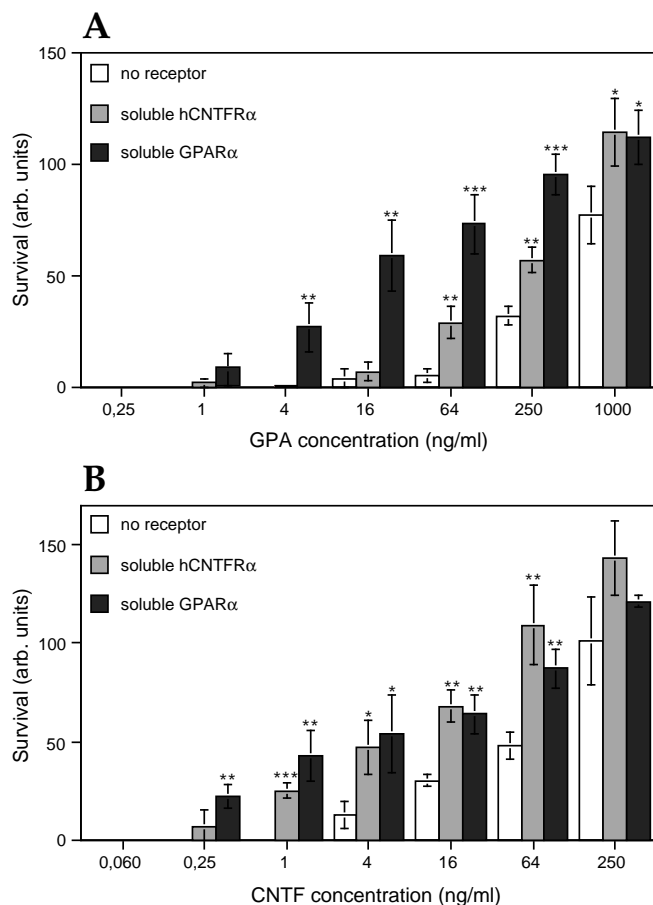 A
150
100
50
0
Survival (arb. units)
no receptor
soluble hCNTFRα
soluble GPARα
**
**
**
***
**
***
*
*
0,25 1 4 16 64 250 1000
GPA concentration (ng/ml)
B
150
100
50
0
Survival (arb. units)
no receptor
soluble hCNTFRα
soluble GPARα
**
***
**
*
*
**
**
**
**
0,060 0,25 1 4 16 64 250
CNTF concentration (ng/ml)